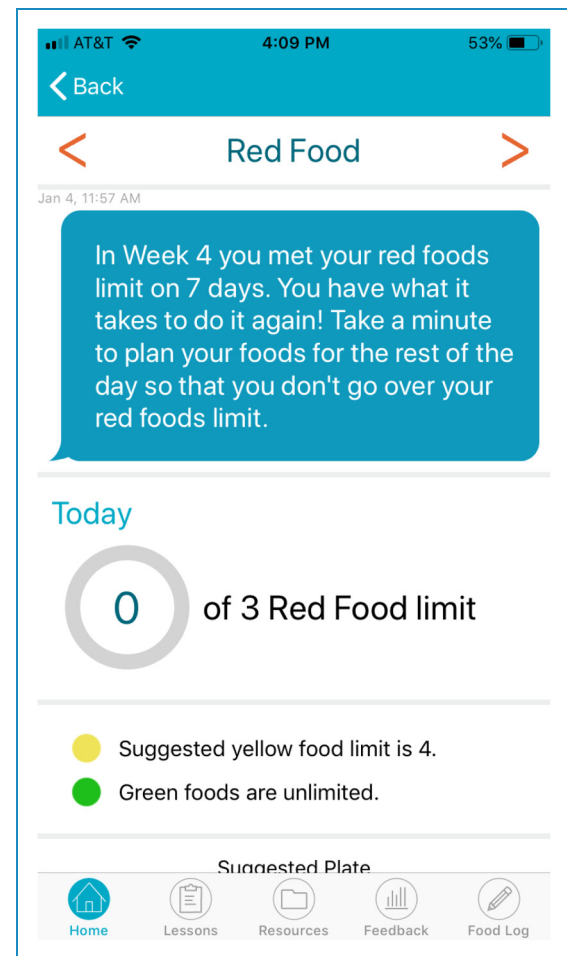 AT&T 4:09 PM 53%
Back
< Red Food >
Jan 4, 11:57 AM
In Week 4 you met your red foods
limit on 7 days. You have what it
takes to do it again! Take a minute
to plan your foods for the rest of the
day so that you don't go over your
red foods limit.
Today
0 of 3 Red Food limit
Suggested yellow food limit is 4.
Green foods are unlimited.
Suggested Plate
Home Lessons Resources Feedback Food Log